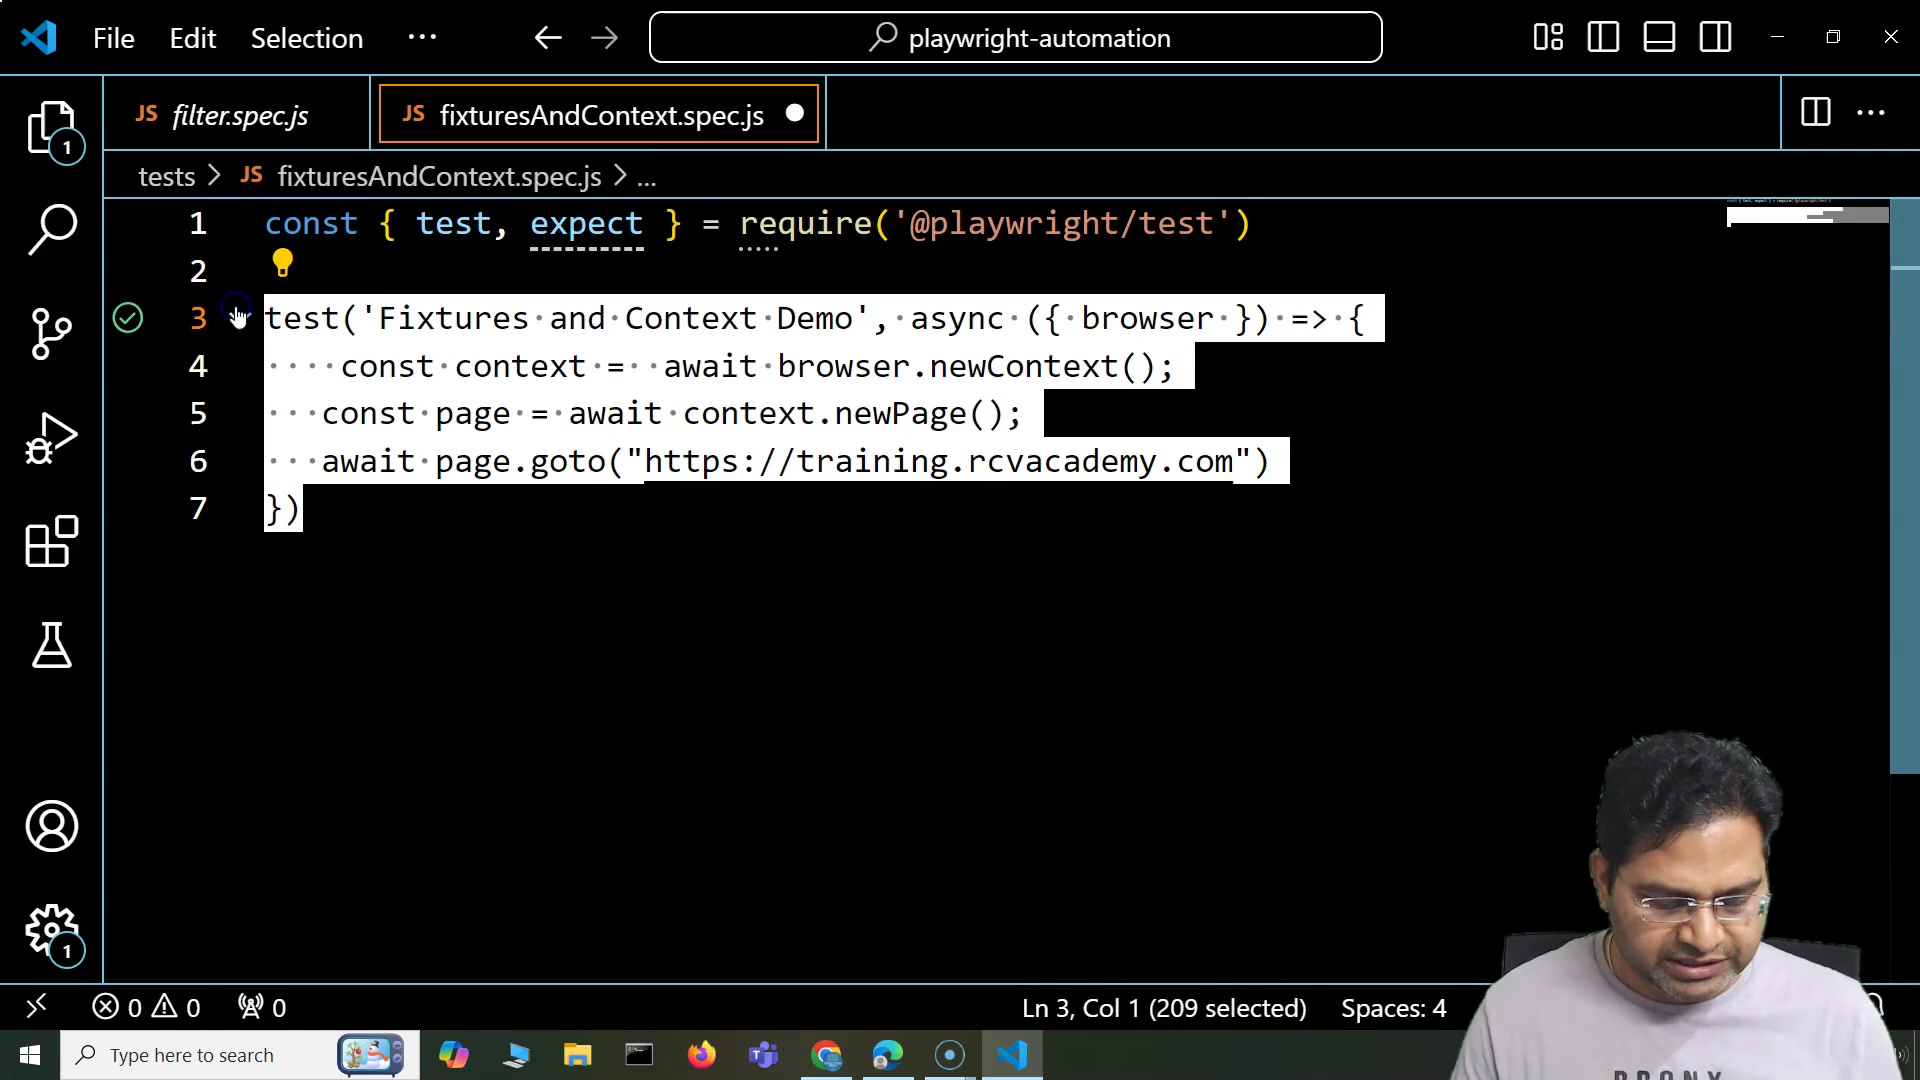 File Edit Selection ··· playwright-automation
JS filter.spec.js JS fixturesAndContext.spec.js
tests > JS fixturesAndContext.spec.js > ...
1 const { test, expect } = require('@playwright/test')
2
3 test('Fixtures and Context Demo', async ({ browser }) => {
4 const context =  await browser.newContext();
5 const page = await context.newPage();
6 await page.goto("https://training.rcvacademy.com")
7 })
1
1
0 0 0 Ln 3, Col 1 (209 selected) Spaces: 4
Type here to search